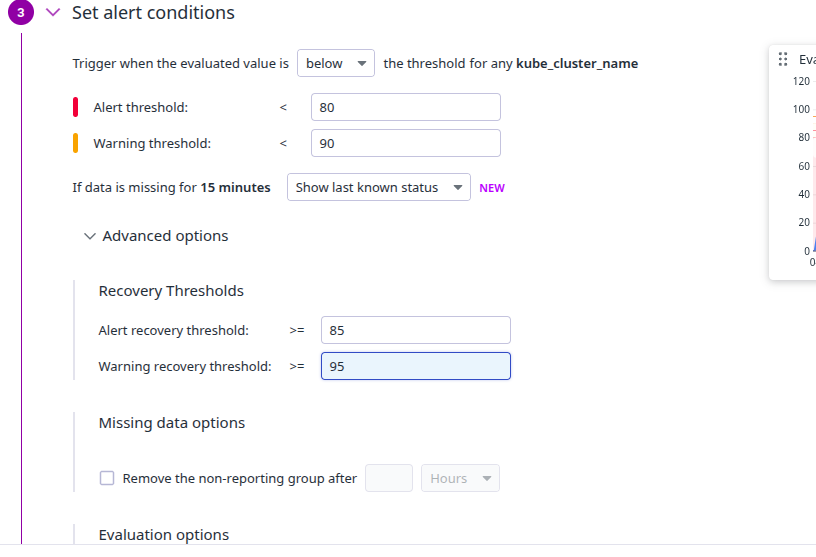 3 Set alert conditions
Trigger when the evaluated value is below the threshold for any kube_cluster_name
Alert threshold: < 80
Warning threshold: < 90
If data is missing for 15 minutes Show last known status NEW
Advanced options
Recovery Thresholds
Alert recovery threshold: >= 85
Warning recovery threshold: >= 95
Missing data options
Remove the non-reporting group after Hours
Evaluation options
120
100
80
60
40
20
0